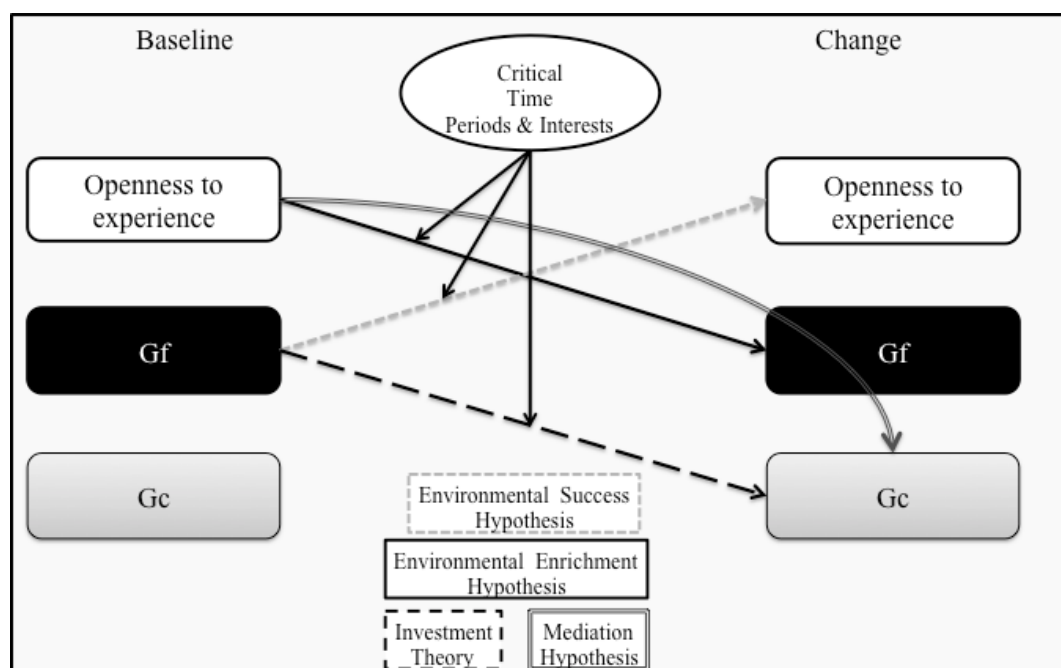 Baseline
Change
Critical
Time
Periods & Interests
Openness to
experience
Openness to
experience
Gf
Gf
Gc
Gc
Environmental Success
Hypothesis
Environmental Enrichment
Hypothesis
Investment
Theory
Mediation
Hypothesis